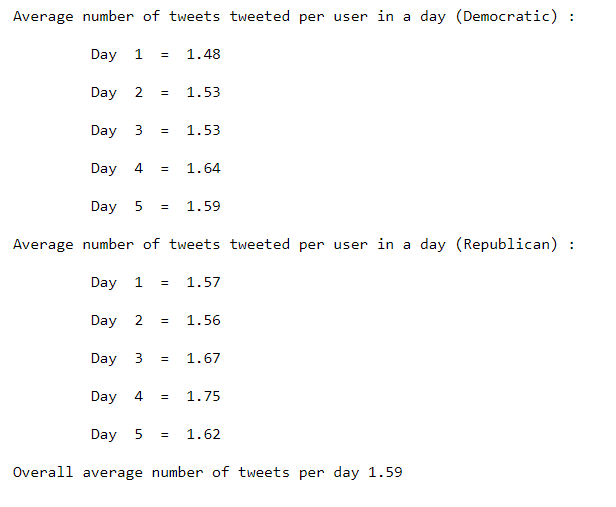 Average number of tweets tweeted per user in a day (Democratic) :
Day 1 = 1.48
Day 2 = 1.53
Day 3 = 1.53
Day 4 = 1.64
Day 5 = 1.59
Average number of tweets tweeted per user in a day (Republican) :
Day 1 = 1.57
Day 2 = 1.56
Day 3 = 1.67
Day 4 = 1.75
Day 5 = 1.62
Overall average number of tweets per day 1.59